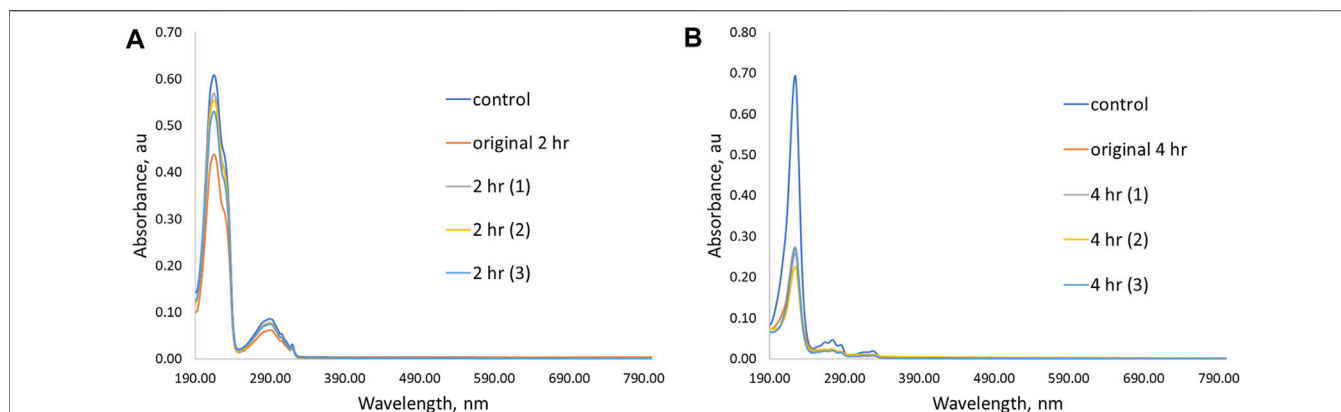 A
0.70
0.60
0.50
0.40
0.30
0.20
0.10
0.00
Absorbance, au
190.00 290.00 390.00 490.00 590.00 690.00 790.00
Wavelength, nm
control
original 2 hr
2 hr (1)
2 hr (2)
2 hr (3)
B
0.80
0.70
0.60
0.50
0.40
0.30
0.20
0.10
0.00
Absorbance, au
190.00 290.00 390.00 490.00 590.00 690.00 790.00
Wavelength, nm
control
original 4 hr
4 hr (1)
4 hr (2)
4 hr (3)